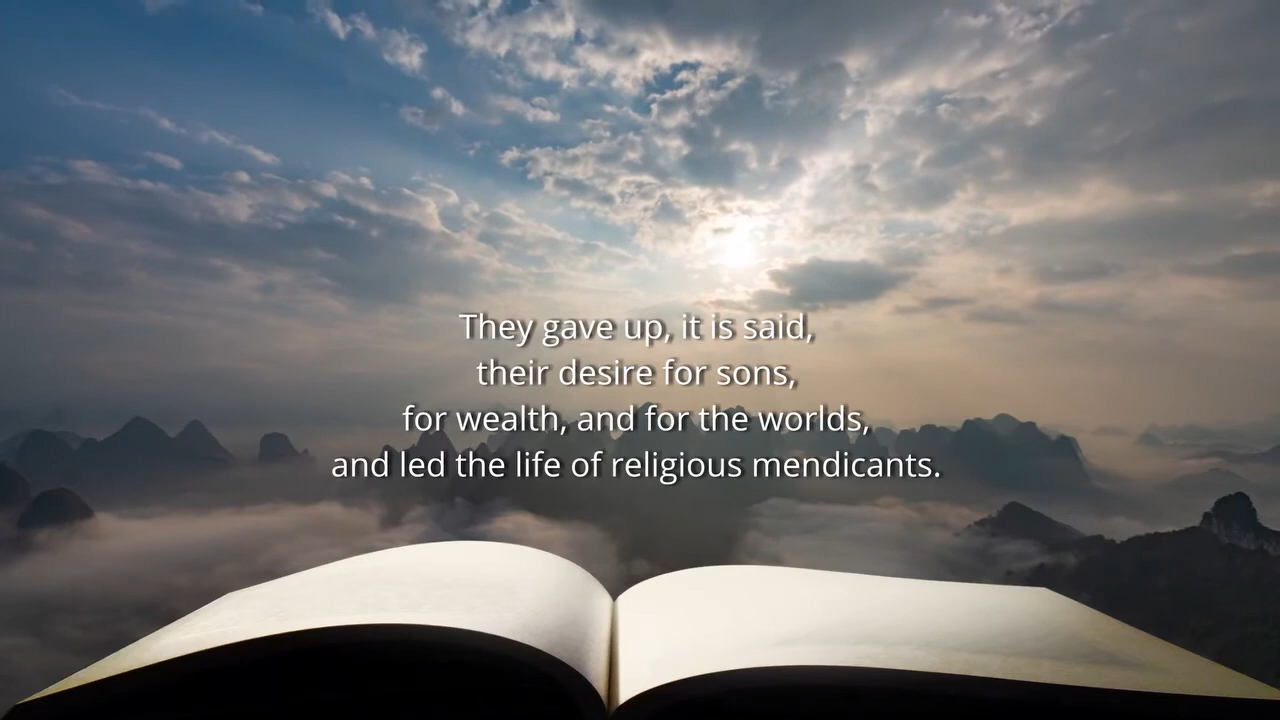 They gave up, it is said,
their desire for sons,
for wealth, and for the worlds,
and led the life of religious mendicants.